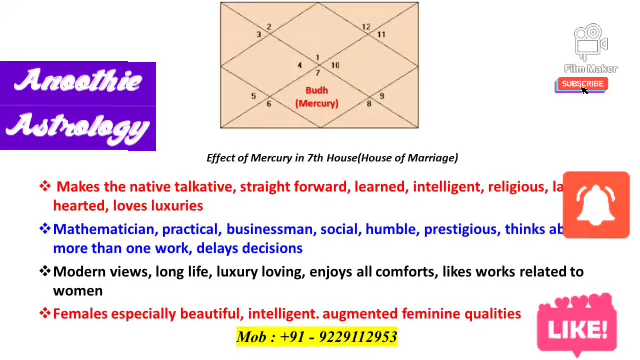 2
12
3
11
1
4
10
7
Budh
(Mercury)
5
9
6
8
Film Maker
SUBSCRIBE
Anoothie
Astrology
Effect of Mercury in 7th House(House of Marriage)
❖ Makes the native talkative, straight forward, learned, intelligent, religious,
hearted, loves luxuries
❖ Mathematician, practical, businessman, social, humble, prestigious, thinks
more than one work, delays decisions
❖ Modern views, long life, luxury loving, enjoys all comforts, likes works related to
women
❖ Females especially beautiful, intelligent. augmented feminine qualities
Mob : +91 - 9229112953
LIKE!